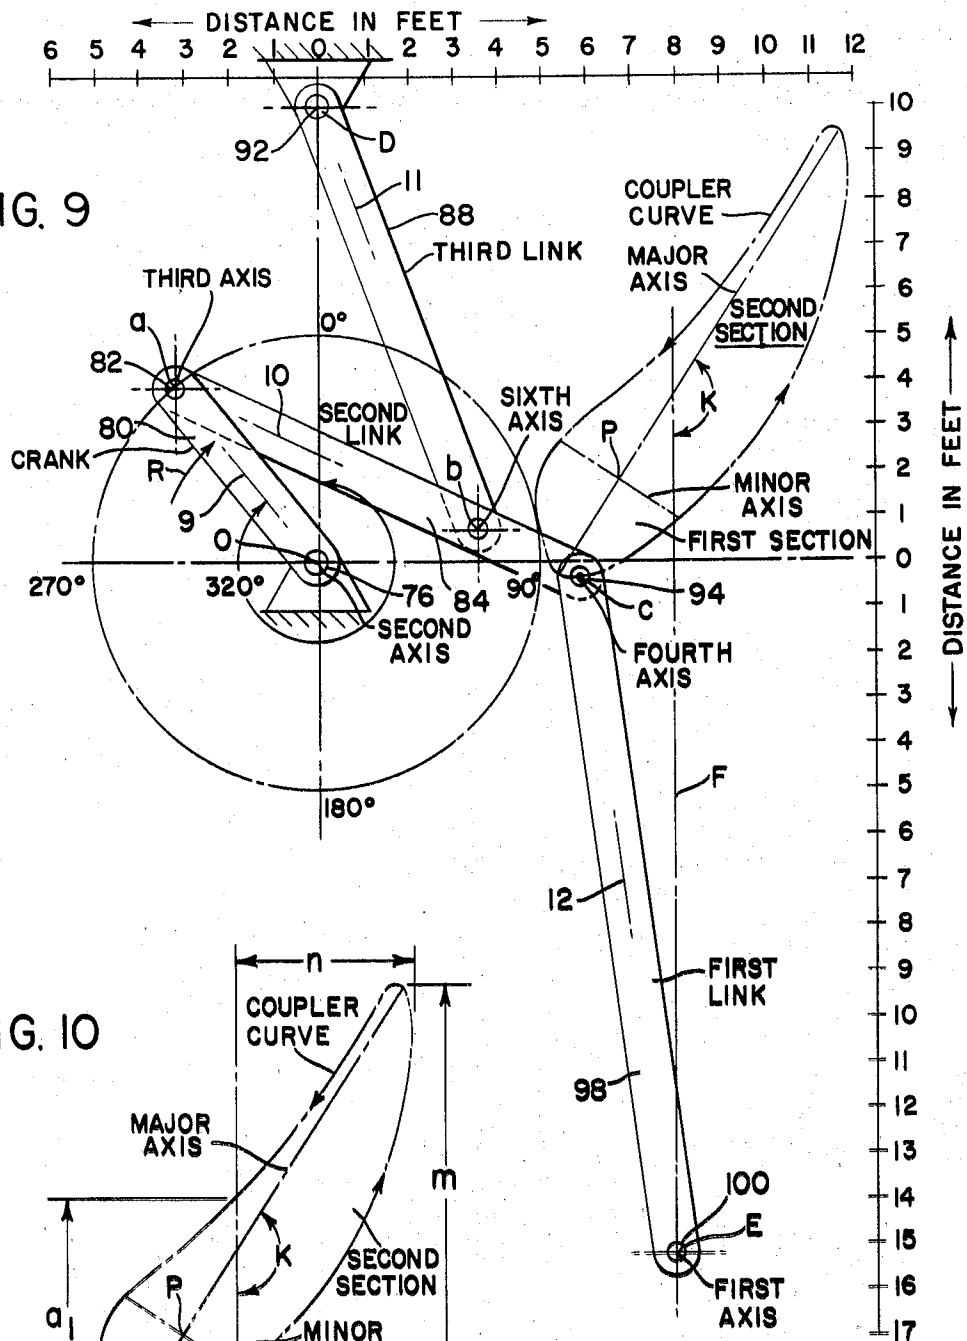 DISTANCE IN FEET
6 5 4 3 2 1 0 1 2 3 4 5 6 7 8 9 10 11 12
IG. 9
92
D
11
88
THIRD LINK
COUPLER
CURVE
MAJOR
AXIS
SECOND
SECTION
THIRD AXIS
a
82
0°
10
SECOND
LINK
SIXTH
AXIS
80
CRANK
R
9
b
P
K
MINOR
AXIS
FIRST SECTION
O
270°
320°
76
84
90°
94
C
SECOND
AXIS
FOURTH
AXIS
180°
F
12
FIRST
LINK
98
100
E
FIRST
AXIS
10
9
8
7
6
5
4
3
2
1
0
1
2
3
4
5
6
7
8
9
10
11
12
13
14
15
16
17
DISTANCE IN FEET
IG. 10
n
COUPLER
CURVE
MAJOR
AXIS
m
K
SECOND
SECTION
P
a1
MINOR